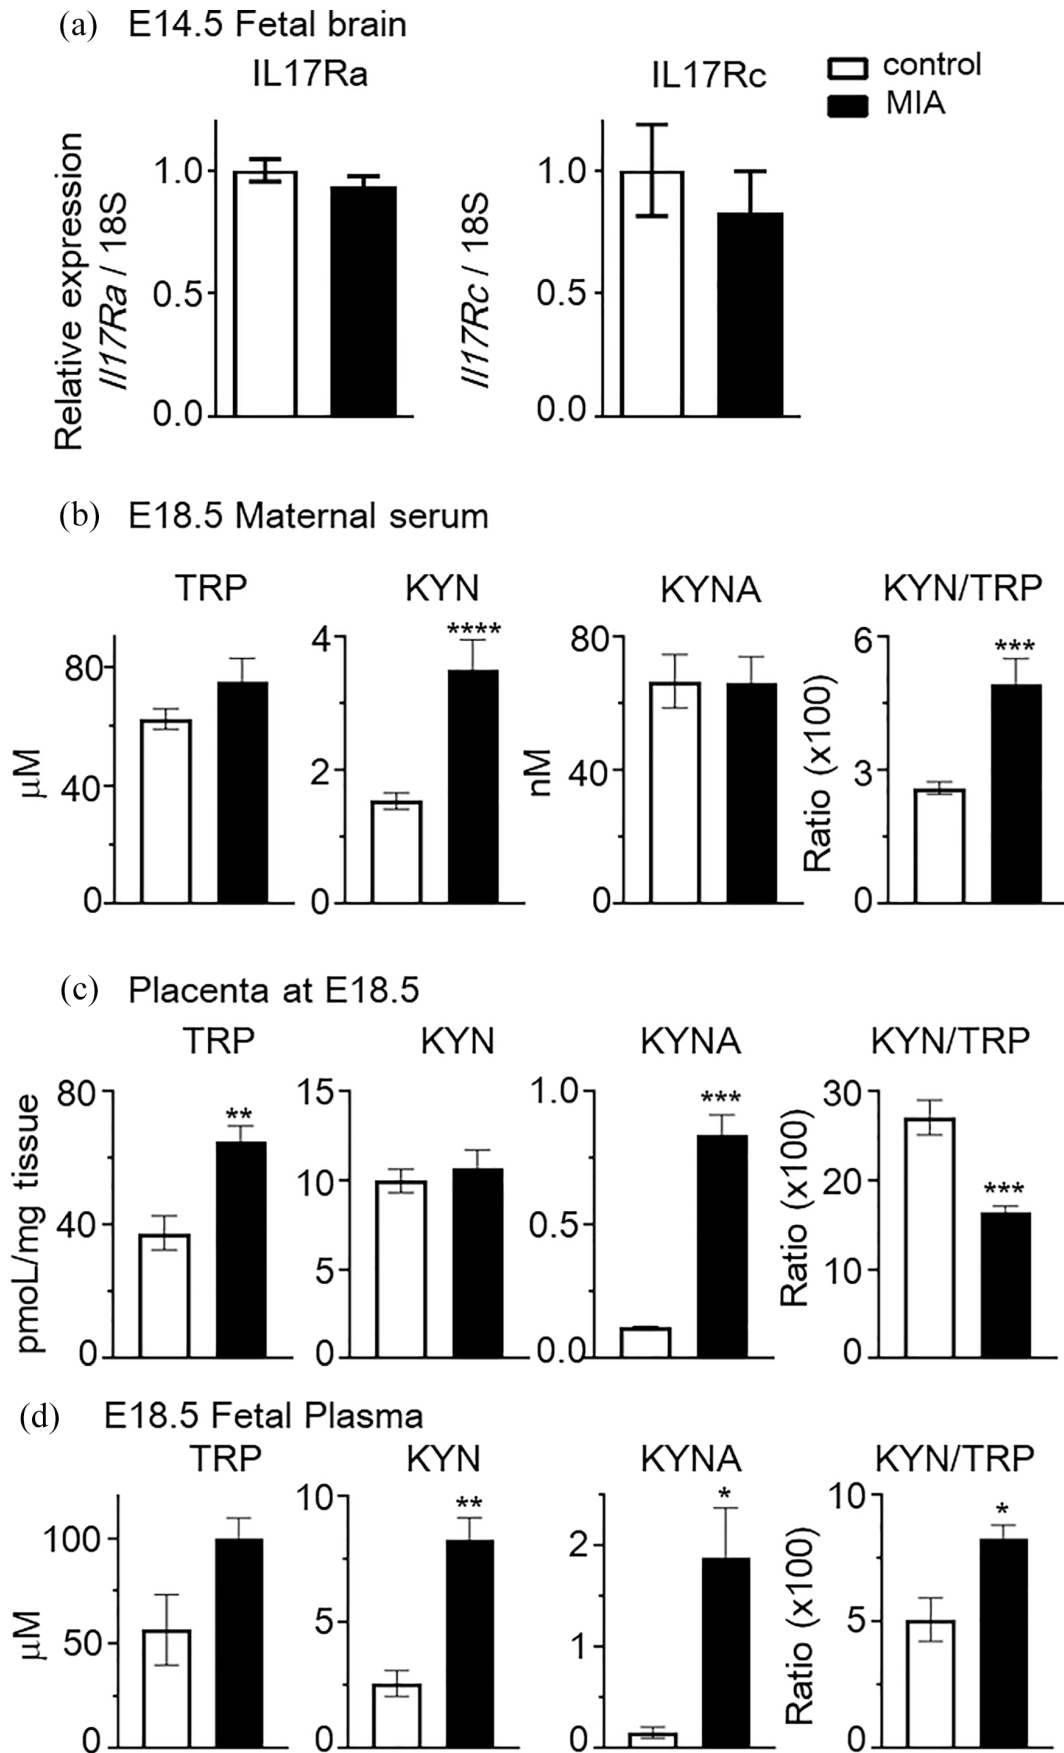 (a) E14.5 Fetal brain
IL17Ra
IL17Rc
control
MIA
Relative expression
Il17Ra / 18S
1.0
0.5
0.0
Il17Rc / 18S
1.0
0.5
0.0
(b) E18.5 Maternal serum
TRP
KYN
KYNA
KYN/TRP
µM
80
40
0
4
2
0
****
nM
80
40
0
Ratio (x100)
6
3
0
***
(c) Placenta at E18.5
TRP
KYN
KYNA
KYN/TRP
pmoL/mg tissue
80
40
0
**
15
10
5
0
1.0
0.5
0.0
***
Ratio (x100)
30
20
10
0
***
(d) E18.5 Fetal Plasma
TRP
KYN
KYNA
KYN/TRP
µM
100
50
0
10
5
0
**
2
1
0
*
Ratio (x100)
10
5
0
*